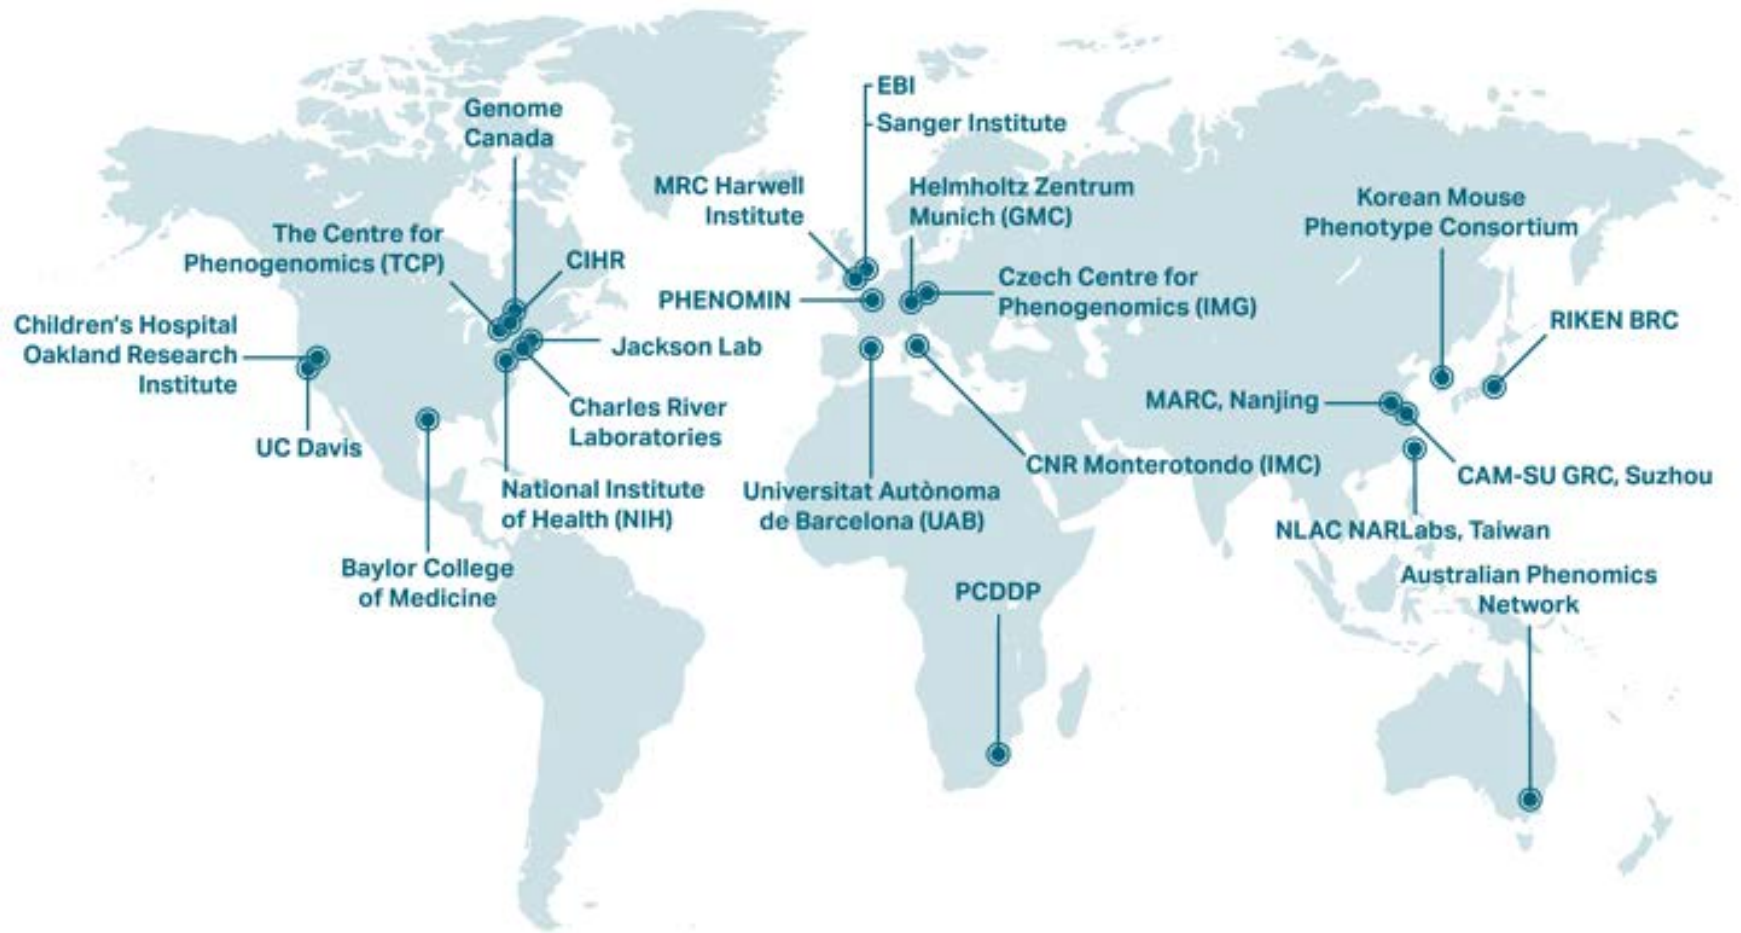 EBI
Sanger Institute
Genome
Canada
MRC Harwell
Institute
Helmholtz Zentrum
Munich (GMC)
Korean Mouse
Phenotype Consortium
The Centre for
Phenogenomics (TCP)
CIHR
PHENOMIN
Czech Centre for
Phenogenomics (IMG)
RIKEN BRC
Children's Hospital
Oakland Research
Institute
Jackson Lab
MARC, Nanjing
Charles River
Laboratories
UC Davis
CNR Monterotondo (IMC)
CAM-SU GRC, Suzhou
National Institute
of Health (NIH)
Universitat Autònoma
de Barcelona (UAB)
NLAC NARLabs, Taiwan
Baylor College
of Medicine
PCDDP
Australian Phenomics
Network